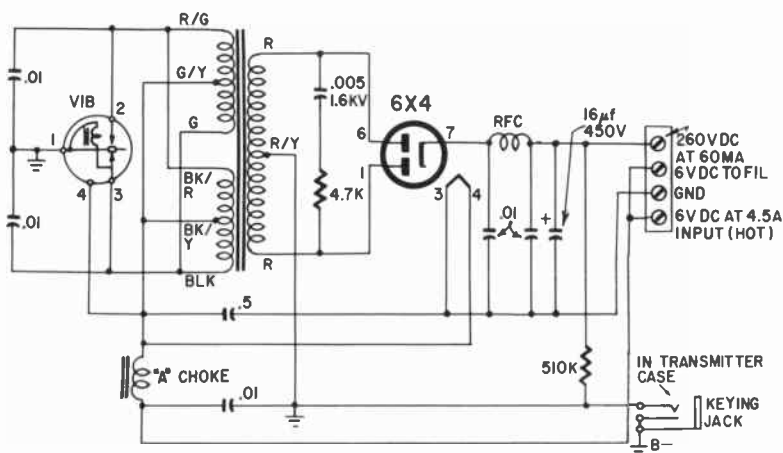 R/G
R
.01
G/Y
.005
1.6KV
6X4
16µf
450V
VIB
2
G
1
R/Y
6
7
RFC
260VDC
AT 60MA
6VDC TO FIL
GND
6V DC AT 4.5A
INPUT (HOT)
BK/
R
1
4
3
4.7K
3
4
.01
+
.01
BK/
Y
BLK
R
.5
"A" CHOKE
.01
510K
IN TRANSMITTER
CASE
KEYING
JACK
B-